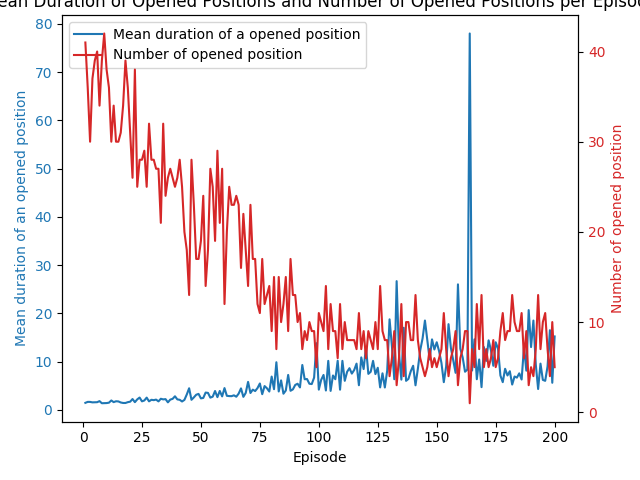 ean Duration of Opened Positions and Number of Opened Positions per Episod
Mean duration of a opened position
Number of opened position
80
70
60
50
40
30
20
10
0
40
30
20
10
0
0 25 50 75 100 125 150 175 200
Episode
Mean duration of an opened position
Number of opened position